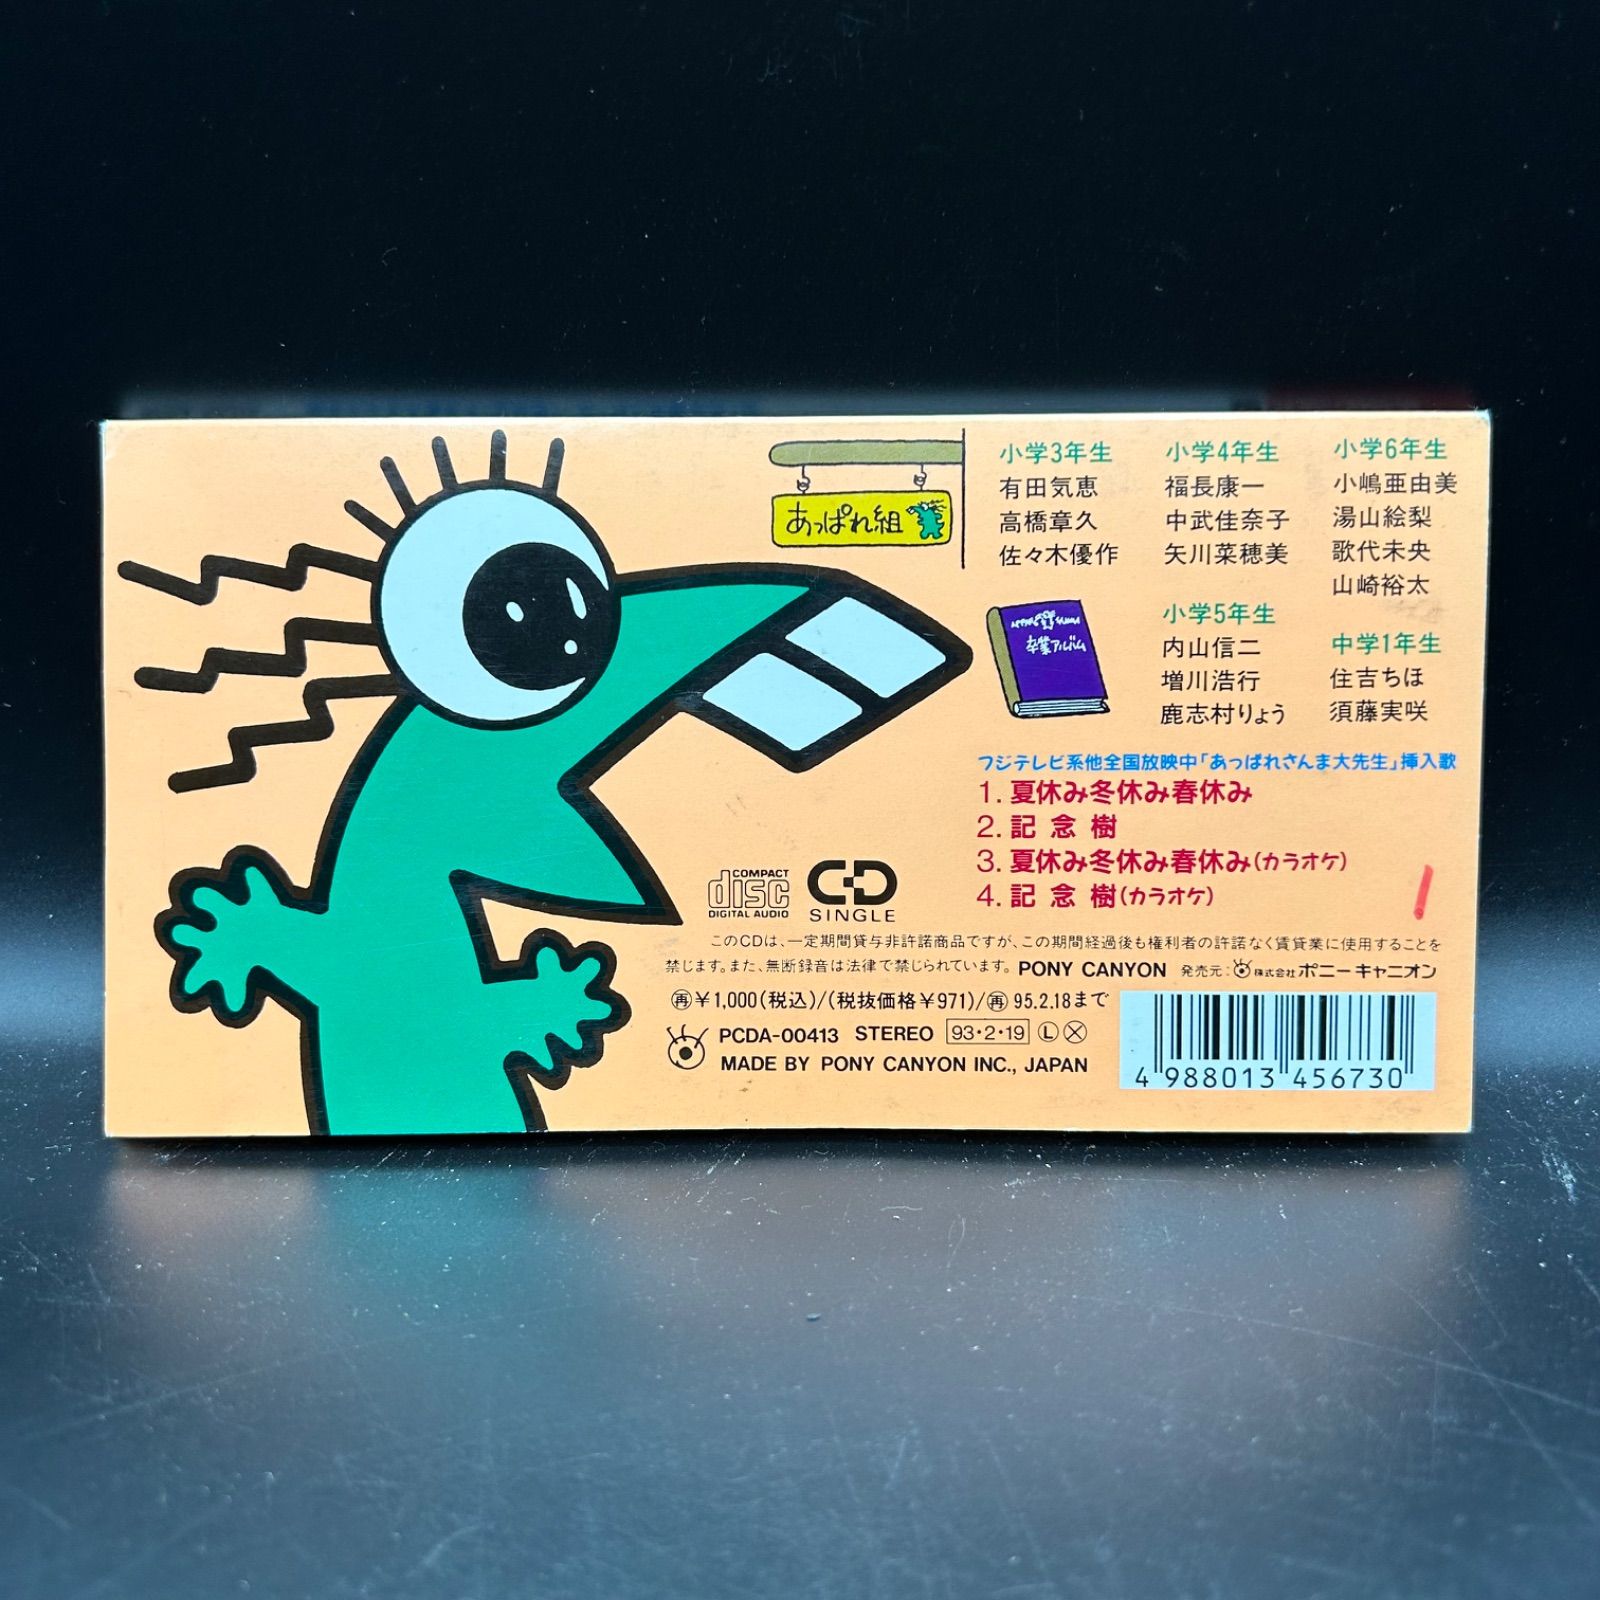 あっぱれ組
小学3年生
有田気恵
高橋章久
佐々木優作
小学4年生
福長康一
中武佳奈子
矢川菜穂美
小学5年生
内山信二
増川浩行
鹿志村りょう
小学6年生
小嶋亜由美
湯山絵梨
歌代未央
山崎裕太
中学1年生
住吉ちほ
須藤実咲
卒業アルバム
フジテレビ系他全国放映中「あっぱれさんま大先生」挿入歌
1. 夏休み冬休み春休み
2. 記念樹
3. 夏休み冬休み春休み(カラオケ)
4. 記念樹(カラオケ)
COMPACT
disc
DIGITAL AUDIO
CD
SINGLE
このCDは、一定期間貸与非許諾商品ですが、この期間経過後も権利者の許諾なく賃貸業に使用することを
禁じます。また、無断録音は法律で禁じられています。 PONY CANYON 発売元:株式会社ポニーキャニオン
再¥1,000(税込)/(税抜価格¥971)/再95.2.18まで
PCDA-00413 STEREO 93・2・19 L X
MADE BY PONY CANYON INC., JAPAN
4 988013 456730